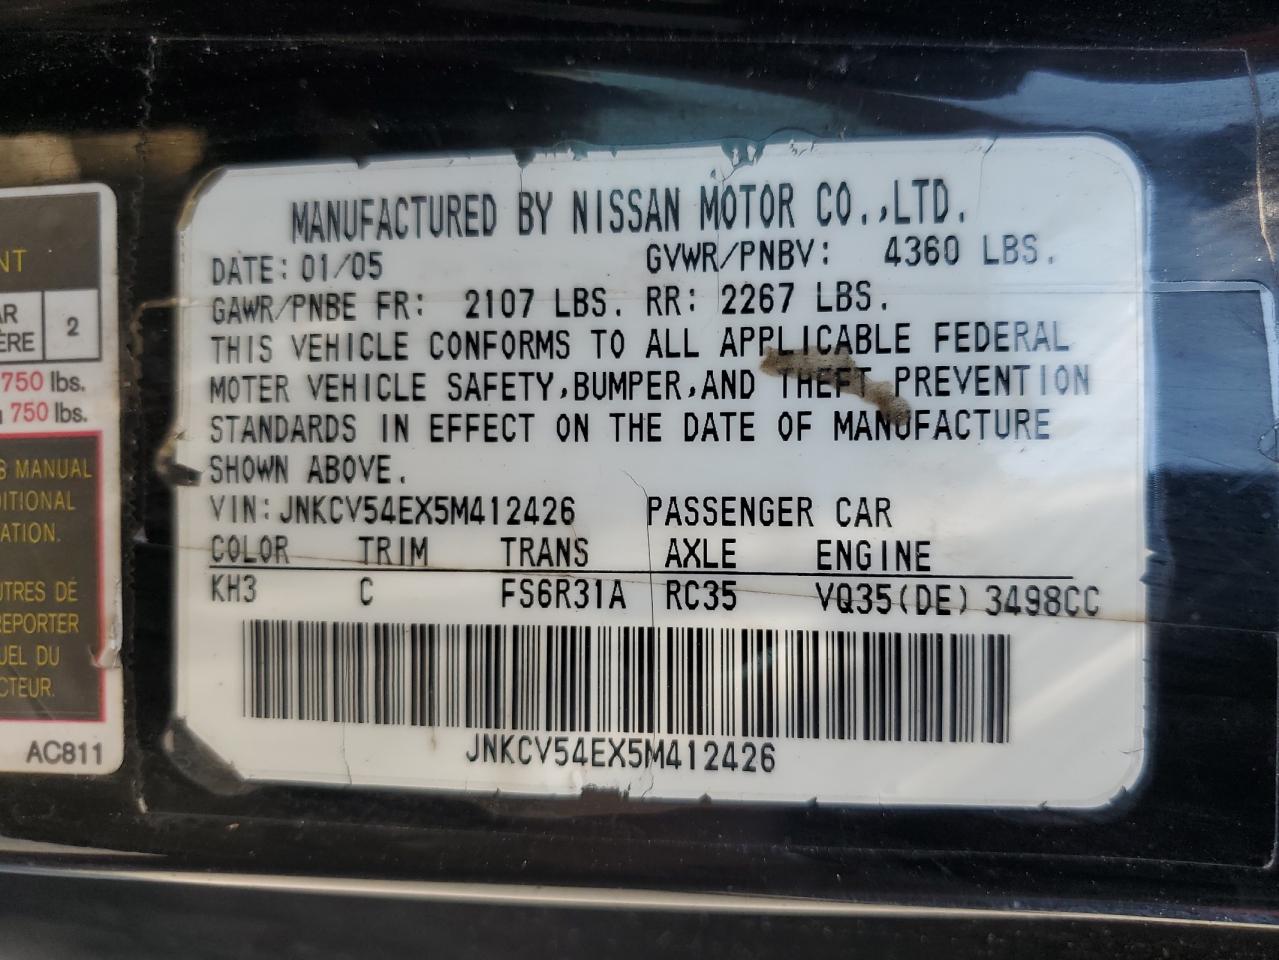 MANUFACTURED BY NISSAN MOTOR CO.,LTD.
DATE: 01/05 GVWR/PNBV: 4360 LBS.
GAWR/PNBE FR: 2107 LBS. RR: 2267 LBS.
THIS VEHICLE CONFORMS TO ALL APPLICABLE FEDERAL
MOTER VEHICLE SAFETY,BUMPER,AND THEFT PREVENTION
STANDARDS IN EFFECT ON THE DATE OF MANUFACTURE
SHOWN ABOVE.
VIN:JNKCV54EX5M412426 PASSENGER CAR
COLOR TRIM TRANS AXLE ENGINE
KH3 C FS6R31A RC35 VQ35(DE) 3498CC
JNKCV54EX5M412426
NT
AR
ÈRE 2
750 lbs.
750 lbs.
S MANUAL
DITIONAL
ATION.
UTRES DÉ
REPORTER
UEL DU
CTEUR.
AC811